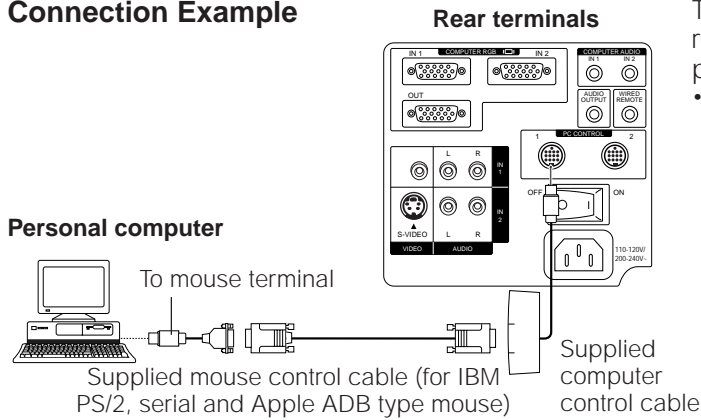 Connection Example
Rear terminals
IN 1 COMPUTER RGB IN 2
COMPUTER AUDIO
IN 1 IN 2
OUT
AUDIO OUTPUT
WIRED REMOTE
1 PC CONTROL 2
L R
IN 1
OFF ON
IN 2
S-VIDEO L R
VIDEO AUDIO
110-120V/
200-240V~
Personal computer
To mouse terminal
Supplied mouse control cable (for IBM
PS/2, serial and Apple ADB type mouse)
Supplied
computer
control cable
T
r
p
•